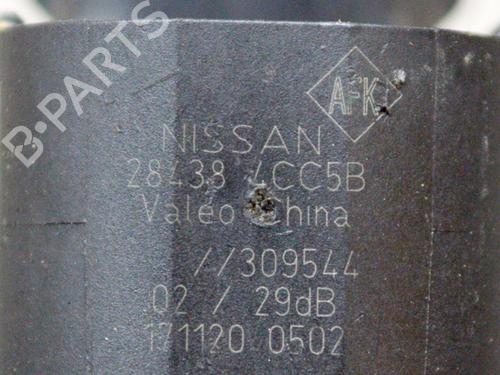 B-PARTS
AFK
NISSAN
28438 4CC5B
Valeo China
//309544
02 / 29dB
171120 0502